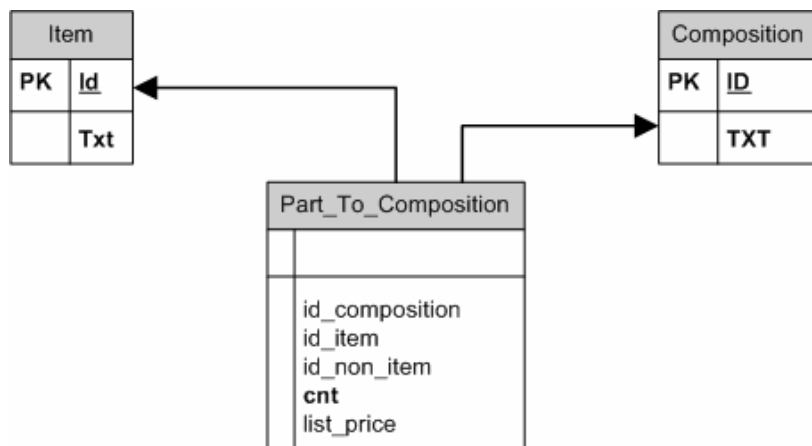 Item
PK Id
Txt
Composition
PK ID
TXT
Part_To_Composition
id_composition
id_item
id_non_item
cnt
list_price